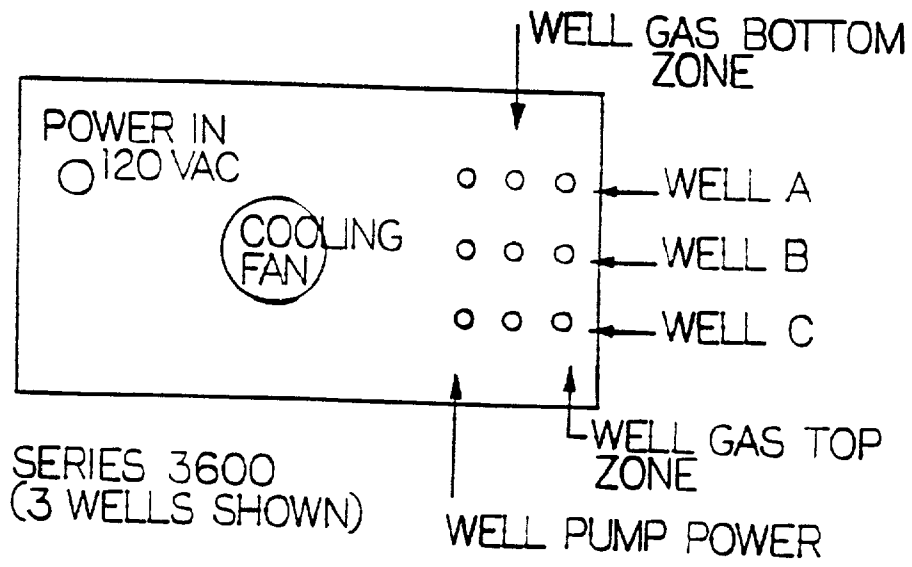 WELL GAS BOTTOM
ZONE
POWER IN
120 VAC
COOLING
FAN
WELL A
WELL B
WELL C
WELL GAS TOP
ZONE
SERIES 3600
(3 WELLS SHOWN)
WELL PUMP POWER